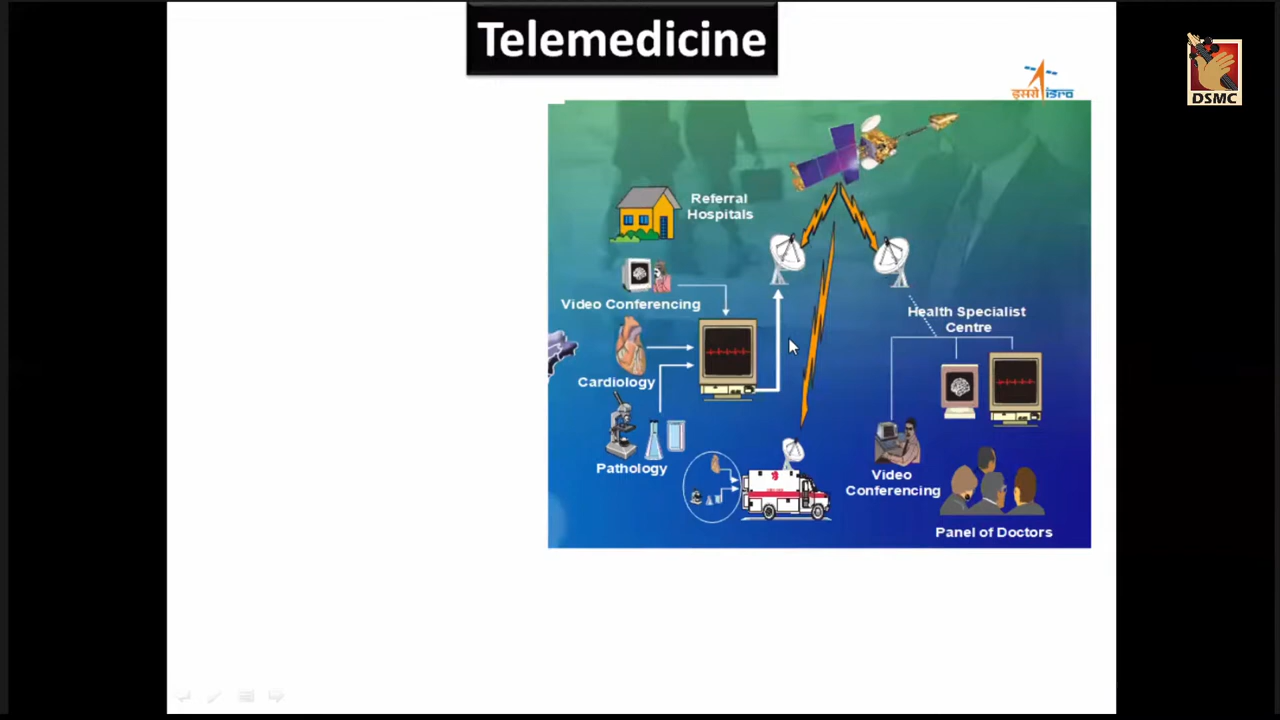 Telemedicine
इसरो isro
DSMC
Referral
Hospitals
Video Conferencing
Health Specialist
Centre
Cardiology
Pathology
Video
Conferencing
Panel of Doctors